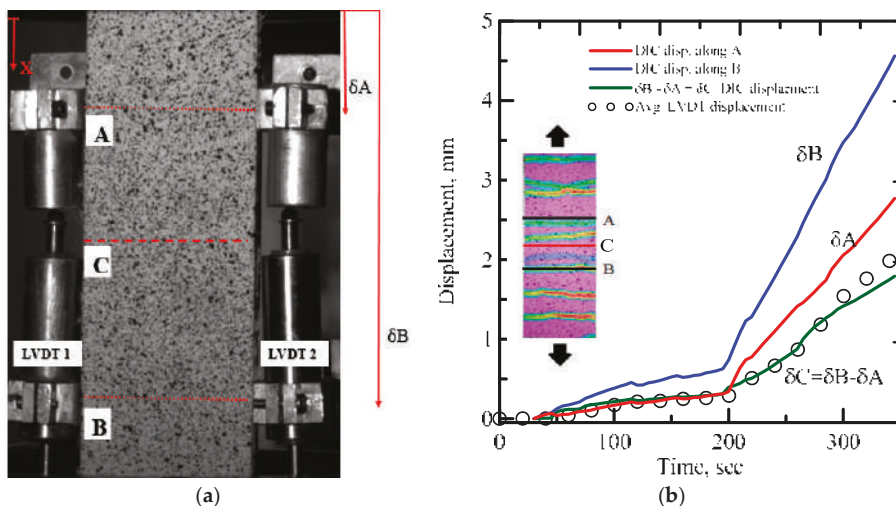 X
δA
A
C
δB
LVDT 1
LVDT 2
B
(a)
5
4
3
2
1
0
Displacement, mm
DIC disp. along A
DIC disp. along B
δB - δA = δC DIC displacement
Avg. LVDT displacement
δB
A
C
B
δA
δC=δB-δA
0
100
200
300
Time, sec
(b)